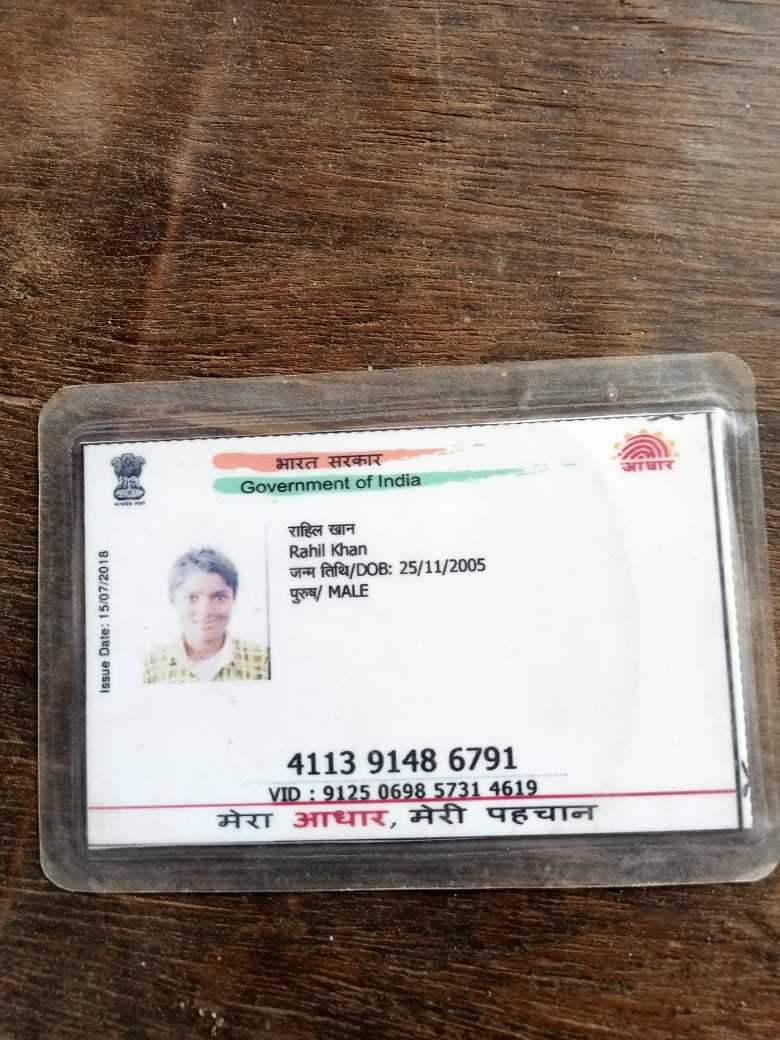 भारत सरकार
Government of India
आधार
राहिल खान
Rahil Khan
जन्म तिथि/DOB: 25/11/2005
पुरुष/ MALE
Issue Date: 15/07/2018
4113 9148 6791
VID : 9125 0698 5731 4619
मेरा आधार, मेरी पहचान